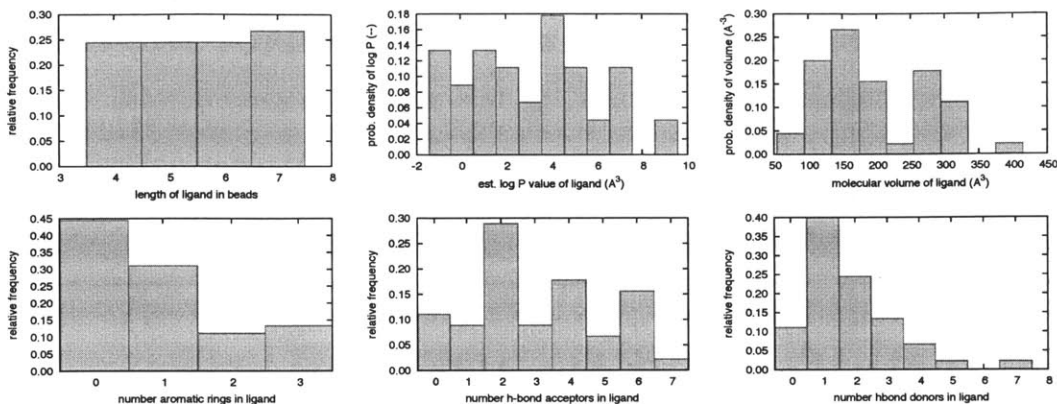 relative frequency
0.30
0.25
0.20
0.15
0.10
0.05
0.00
3 4 5 6 7 8
length of ligand in beads
prob. density of log P (--)
0.18
0.16
0.14
0.12
0.10
0.08
0.06
0.04
0.02
0.00
-2 0 2 4 6 8 10
est. log P value of ligand (A^3)
prob. density of volume (A^-3)
0.30
0.25
0.20
0.15
0.10
0.05
0.00
50 100 150 200 250 300 350 400 450
molecular volume of ligand (A^3)
relative frequency
0.45
0.40
0.35
0.30
0.25
0.20
0.15
0.10
0.05
0.00
0 1 2 3
number aromatic rings in ligand
relative frequency
0.30
0.25
0.20
0.15
0.10
0.05
0.00
0 1 2 3 4 5 6 7
number h-bond acceptors in ligand
relative frequency
0.40
0.35
0.30
0.25
0.20
0.15
0.10
0.05
0.00
0 1 2 3 4 5 6 7 8
number hbond donors in ligand